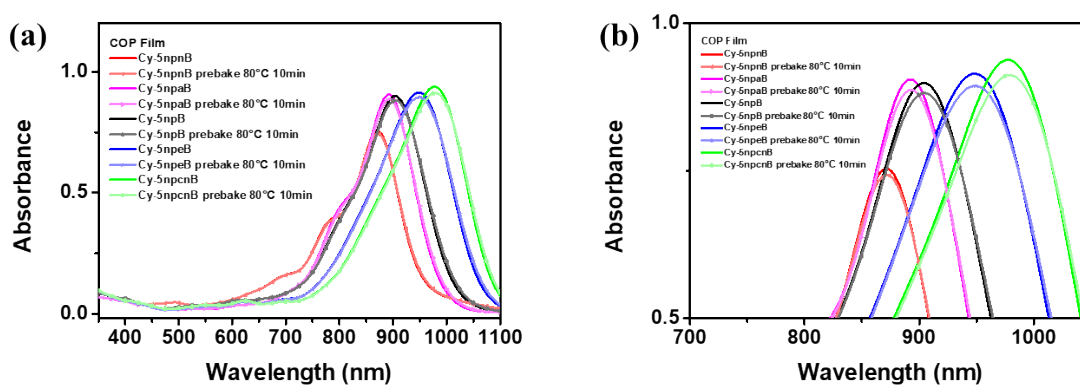 (a)
COP Film
Cy-5npnB
Cy-5npnB prebake 80°C 10min
Cy-5npaB
Cy-5npaB prebake 80°C 10min
Cy-5npB
Cy-5npB prebake 80°C 10min
Cy-5npeB
Cy-5npeB prebake 80°C 10min
Cy-5npcnB
Cy-5npcnB prebake 80°C 10min
Absorbance
1.0
0.5
0.0
400 500 600 700 800 900 1000 1100
Wavelength (nm)
(b)
COP Film
Cy-5npnB
Cy-5npnB prebake 80°C 10min
Cy-5npaB
Cy-5npaB prebake 80°C 10min
Cy-5npB
Cy-5npB prebake 80°C 10min
Cy-5npeB
Cy-5npeB prebake 80°C 10min
Cy-5npcnB
Cy-5npcnB prebake 80°C 10min
Absorbance
1.0
0.5
700 800 900 1000
Wavelength (nm)